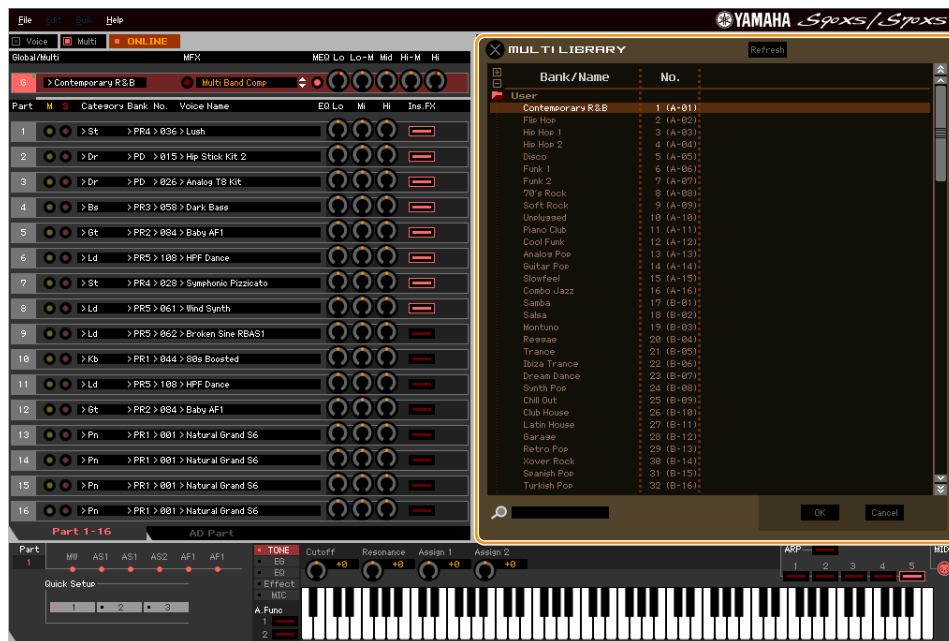 File Edit Bulk Help
YAMAHA S90XS/S70XS
Voice Multi ONLINE
Global/Multi MFX MEQ Lo Lo-M Mid Hi-M Hi
G > Contemporary R&B Multi Band Comp
Part M S Category Bank No. Voice Name EQ Lo Mi Hi Ins.FX
1 > St > PR4 > 036 > Lush
2 > Dr > PD > 015 > Hip Stick Kit 2
3 > Dr > PD > 026 > Analog T8 Kit
4 > Bs > PR3 > 058 > Dark Bass
5 > Gt > PR2 > 084 > Baby AF1
6 > Ld > PR5 > 108 > HPF Dance
7 > St > PR4 > 028 > Symphonic Pizzicato
8 > Ld > PR5 > 061 > Wind Synth
9 > Ld > PR5 > 062 > Broken Sine RBAS1
10 > Kb > PR1 > 044 > 80s Boosted
11 > Ld > PR5 > 108 > HPF Dance
12 > Gt > PR2 > 084 > Baby AF1
13 > Pn > PR1 > 001 > Natural Grand S6
14 > Pn > PR1 > 001 > Natural Grand S6
15 > Pn > PR1 > 001 > Natural Grand S6
16 > Pn > PR1 > 001 > Natural Grand S6
Part 1-16 AD Part
MULTI LIBRARY Refresh
Bank/Name No.
User
Contemporary R&B 1 (A-01)
Flip Hop 2 (A-02)
Hip Hop 1 3 (A-03)
Hip Hop 2 4 (A-04)
Disco 5 (A-05)
Funk 1 6 (A-06)
Funk 2 7 (A-07)
70's Rock 8 (A-08)
Soft Rock 9 (A-09)
Unplugged 10 (A-10)
Piano Club 11 (A-11)
Cool Funk 12 (A-12)
Analog Pop 13 (A-13)
Guitar Pop 14 (A-14)
Slowfeel 15 (A-15)
Combo Jazz 16 (A-16)
Samba 17 (B-01)
Salsa 18 (B-02)
Montuno 19 (B-03)
Reggae 20 (B-04)
Trance 21 (B-05)
Ibiza Trance 22 (B-06)
Dream Dance 23 (B-07)
Synth Pop 24 (B-08)
Chill Out 25 (B-09)
Club House 26 (B-10)
Latin House 27 (B-11)
Garage 28 (B-12)
Retro Pop 29 (B-13)
Xover Rock 30 (B-14)
Spanish Pop 31 (B-15)
Turkish Pop 32 (B-16)
OK Cancel
Part MW AS1 AS1 AS2 AF1 AF1
1
Quick Setup
1 2 3
TONE
EG
EQ
Effect
MIC
A.Func
1
2
Cutoff Resonance Assign 1 Assign 2
+0 +0 +0 +0
ARP
1 2 3 4 5
MID